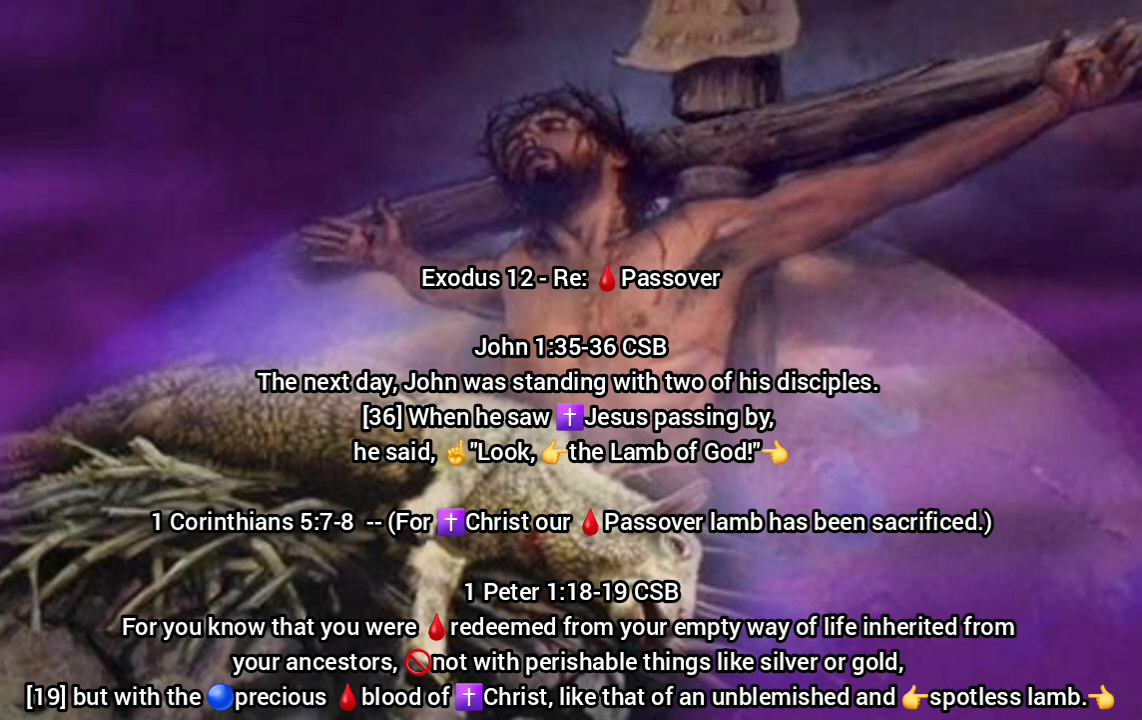 Exodus 12 - Re: 🩸Passover
John 1:35-36 CSB
The next day, John was standing with two of his disciples.
[36] When he saw ✝️Jesus passing by,
he said, ☝️"Look, 👉the Lamb of God!"👈
1 Corinthians 5:7-8 -- (For ✝️Christ our 🩸Passover lamb has been sacrificed.)
1 Peter 1:18-19 CSB
For you know that you were 🩸redeemed from your empty way of life inherited from
your ancestors, 🚫not with perishable things like silver or gold,
[19] but with the 🔵precious 🩸blood of ✝️Christ, like that of an unblemished and 👉spotless lamb.👈